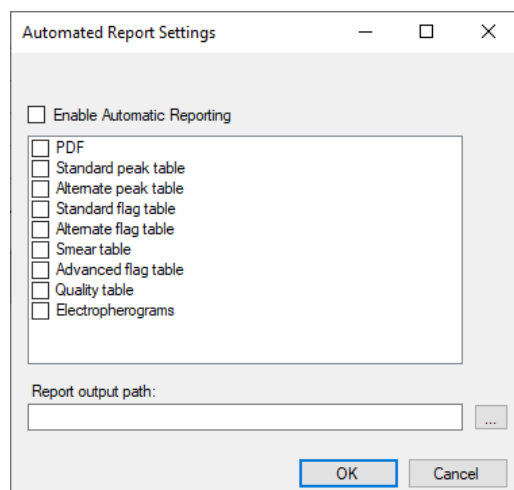 Automated Report Settings
Enable Automatic Reporting
PDF
Standard peak table
Alternate peak table
Standard flag table
Alternate flag table
Smear table
Advanced flag table
Quality table
Electropherograms
Report output path:
...
OK Cancel